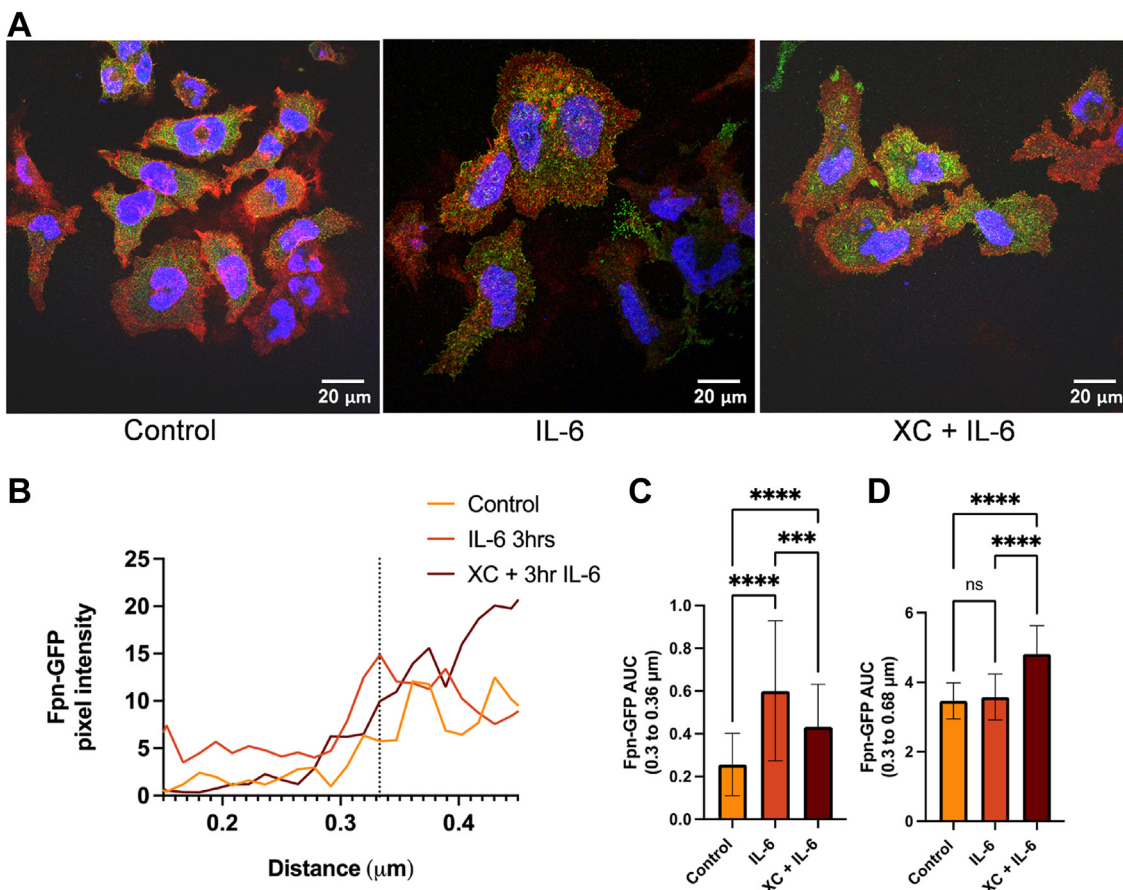 A
20 μm
20 μm
20 μm
Control
IL-6
XC + IL-6
B
Control
IL-6 3hrs
XC + 3hr IL-6
Fpn-GFP
pixel intensity
25
20
15
10
5
0
0.2
0.3
0.4
Distance (μm)
C
****
***
****
Fpn-GFP AUC
(0.3 to 0.36 μm)
1.0
0.8
0.6
0.4
0.2
0.0
Control
IL-6
XC + IL-6
D
****
****
ns
Fpn-GFP AUC
(0.3 to 0.68 μm)
6
4
2
0
Control
IL-6
XC + IL-6